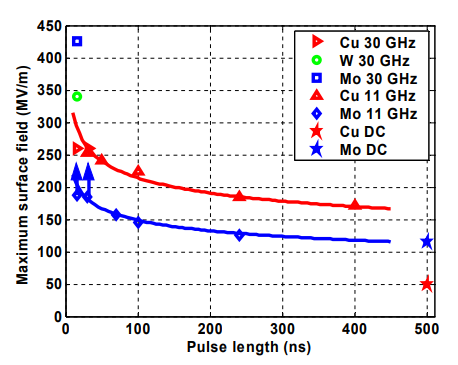 450
400
350
300
250
200
150
100
50
0
Maximum surface field (MV/m)
Cu 30 GHz
W 30 GHz
Mo 30 GHz
Cu 11 GHz
Mo 11 GHz
Cu DC
Mo DC
0 100 200 300 400 500
Pulse length (ns)